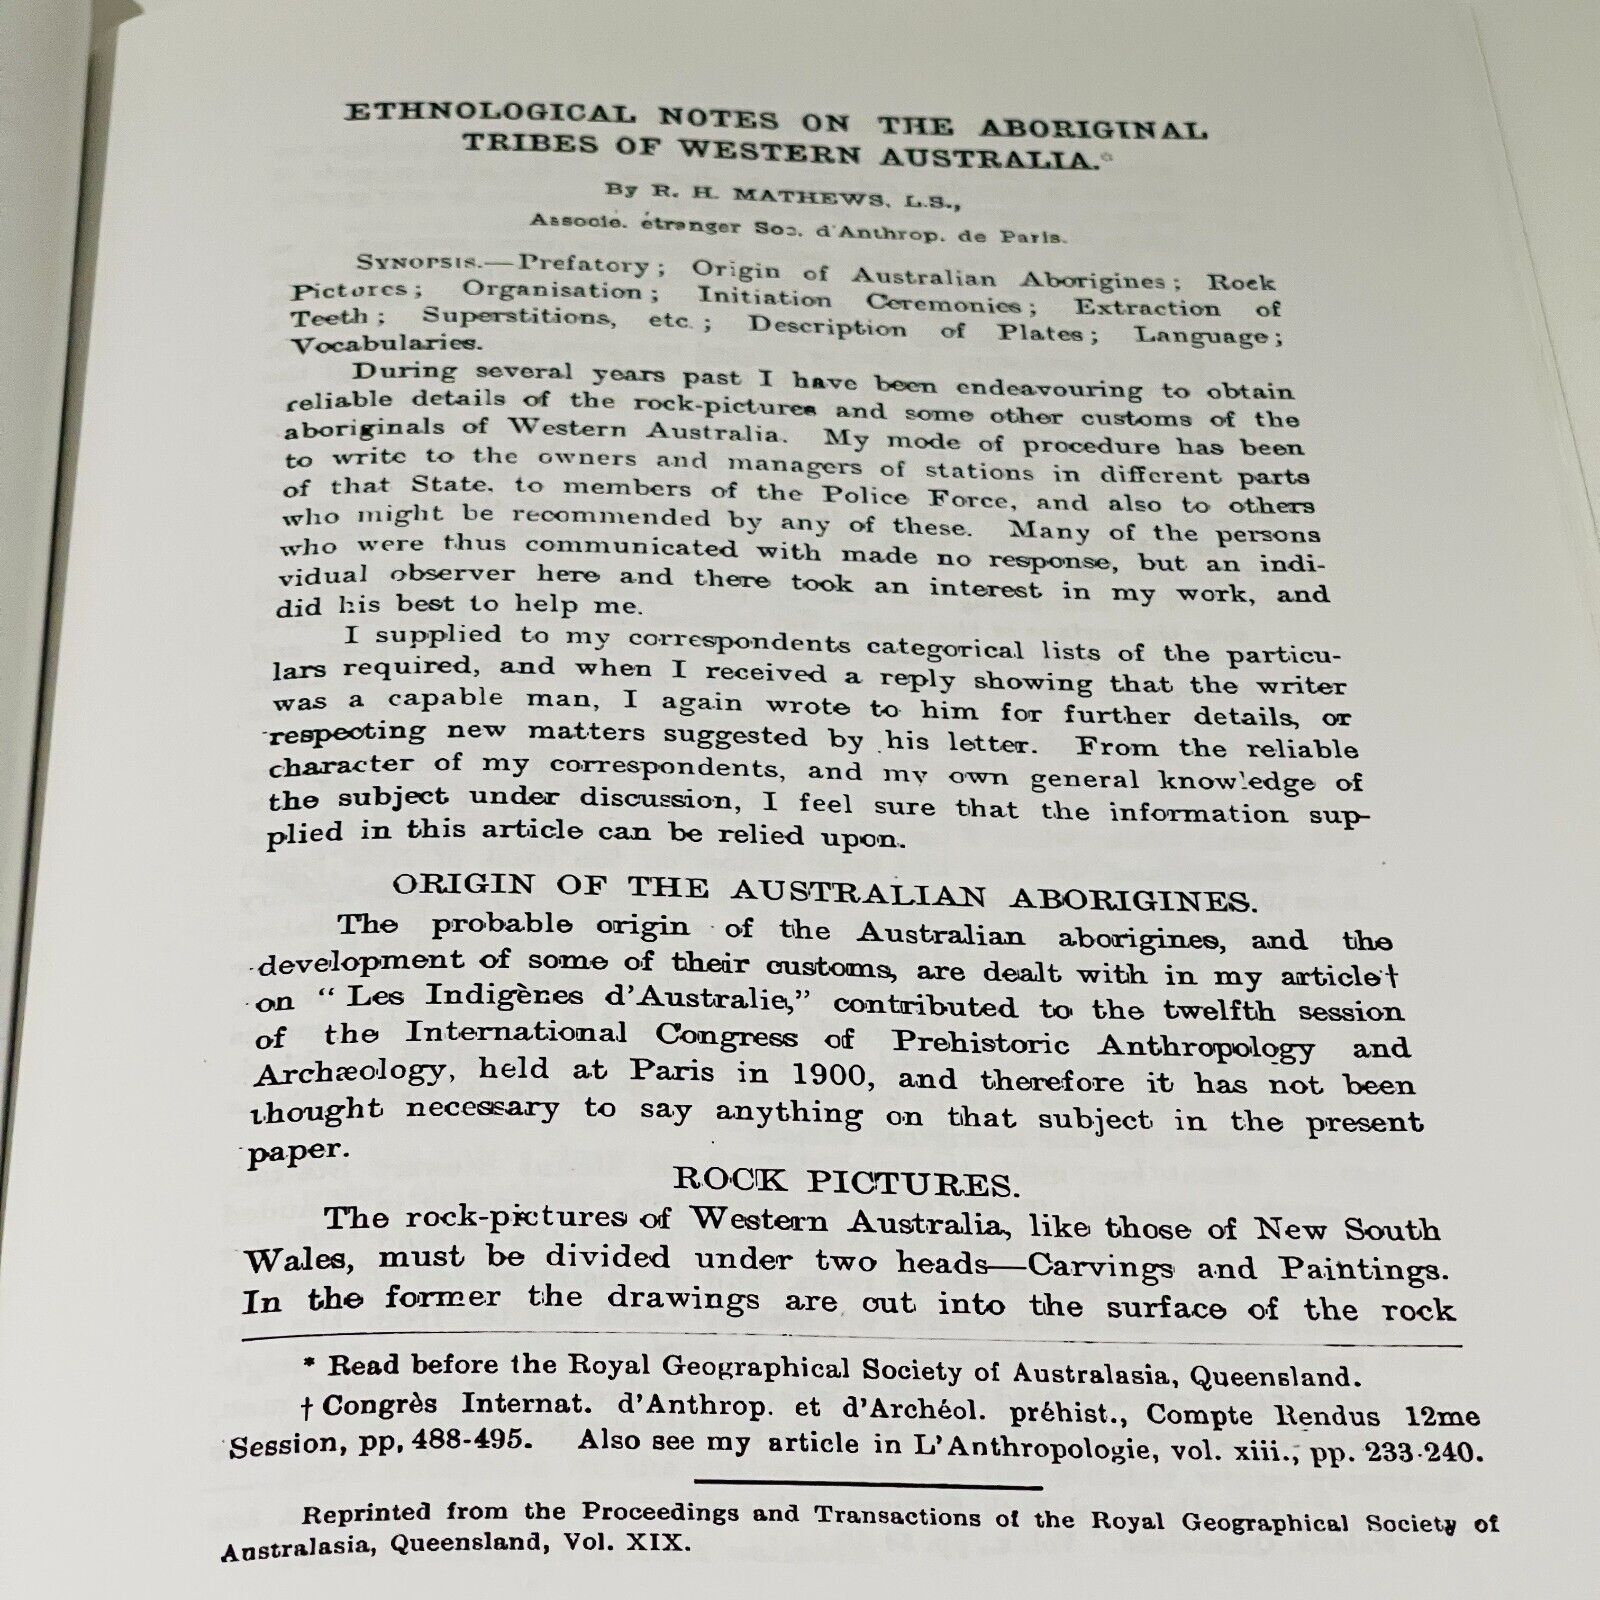 ETHNOLOGICAL NOTES ON THE ABORIGINAL
TRIBES OF WESTERN AUSTRALIA.*
By R. H. MATHEWS, L.S.,
Associé. étranger Soc. d'Anthrop. de Paris.
SYNOPSIS.—Prefatory; Origin of Australian Aborigines; Rock
Pictures; Organisation; Initiation Ceremonies; Extraction of
Teeth; Superstitions, etc.; Description of Plates; Language;
Vocabularies.
During several years past I have been endeavouring to obtain
reliable details of the rock-pictures and some other customs of the
aboriginals of Western Australia. My mode of procedure has been
to write to the owners and managers of stations in different parts
of that State, to members of the Police Force, and also to others
who might be recommended by any of these. Many of the persons
who were thus communicated with made no response, but an indi-
vidual observer here and there took an interest in my work, and
did his best to help me.
I supplied to my correspondents categorical lists of the particu-
lars required, and when I received a reply showing that the writer
was a capable man, I again wrote to him for further details, or
respecting new matters suggested by his letter. From the reliable
character of my correspondents, and my own general knowledge of
the subject under discussion, I feel sure that the information sup-
plied in this article can be relied upon.
ORIGIN OF THE AUSTRALIAN ABORIGINES.
The probable origin of the Australian aborigines, and the
development of some of their customs, are dealt with in my article†
on "Les Indigènes d'Australie," contributed to the twelfth session
of the International Congress of Prehistoric Anthropology and
Archæology, held at Paris in 1900, and therefore it has not been
thought necessary to say anything on that subject in the present
paper.
ROCK PICTURES.
The rock-pictures of Western Australia, like those of New South
Wales, must be divided under two heads—Carvings and Paintings.
In the former the drawings are cut into the surface of the rock
* Read before the Royal Geographical Society of Australasia, Queensland.
† Congrès Internat. d'Anthrop. et d'Archéol. préhist., Compte Rendus 12me
Session, pp, 488-495. Also see my article in L'Anthropologie, vol. xiii., pp. 233-240.
Reprinted from the Proceedings and Transactions of the Royal Geographical Society of
Australasia, Queensland, Vol. XIX.